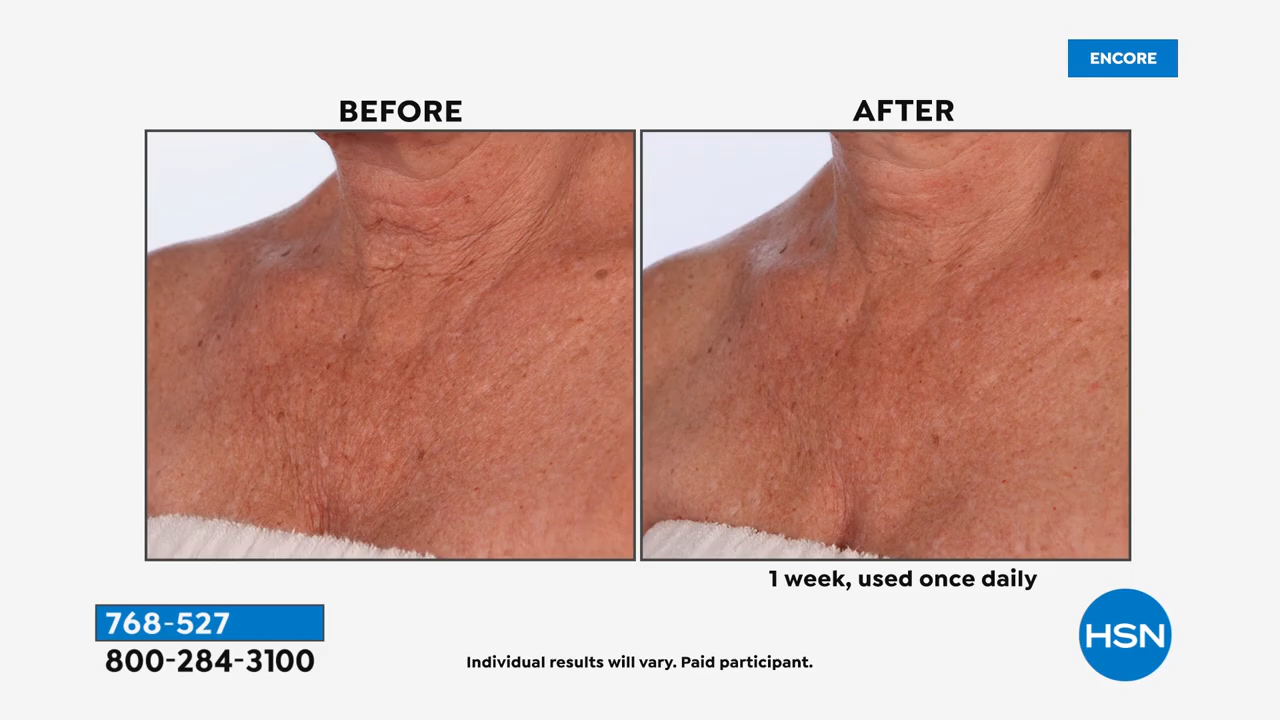 ENCORE
BEFORE
AFTER
1 week, used once daily
768-527
800-284-3100
Individual results will vary. Paid participant.
HSN